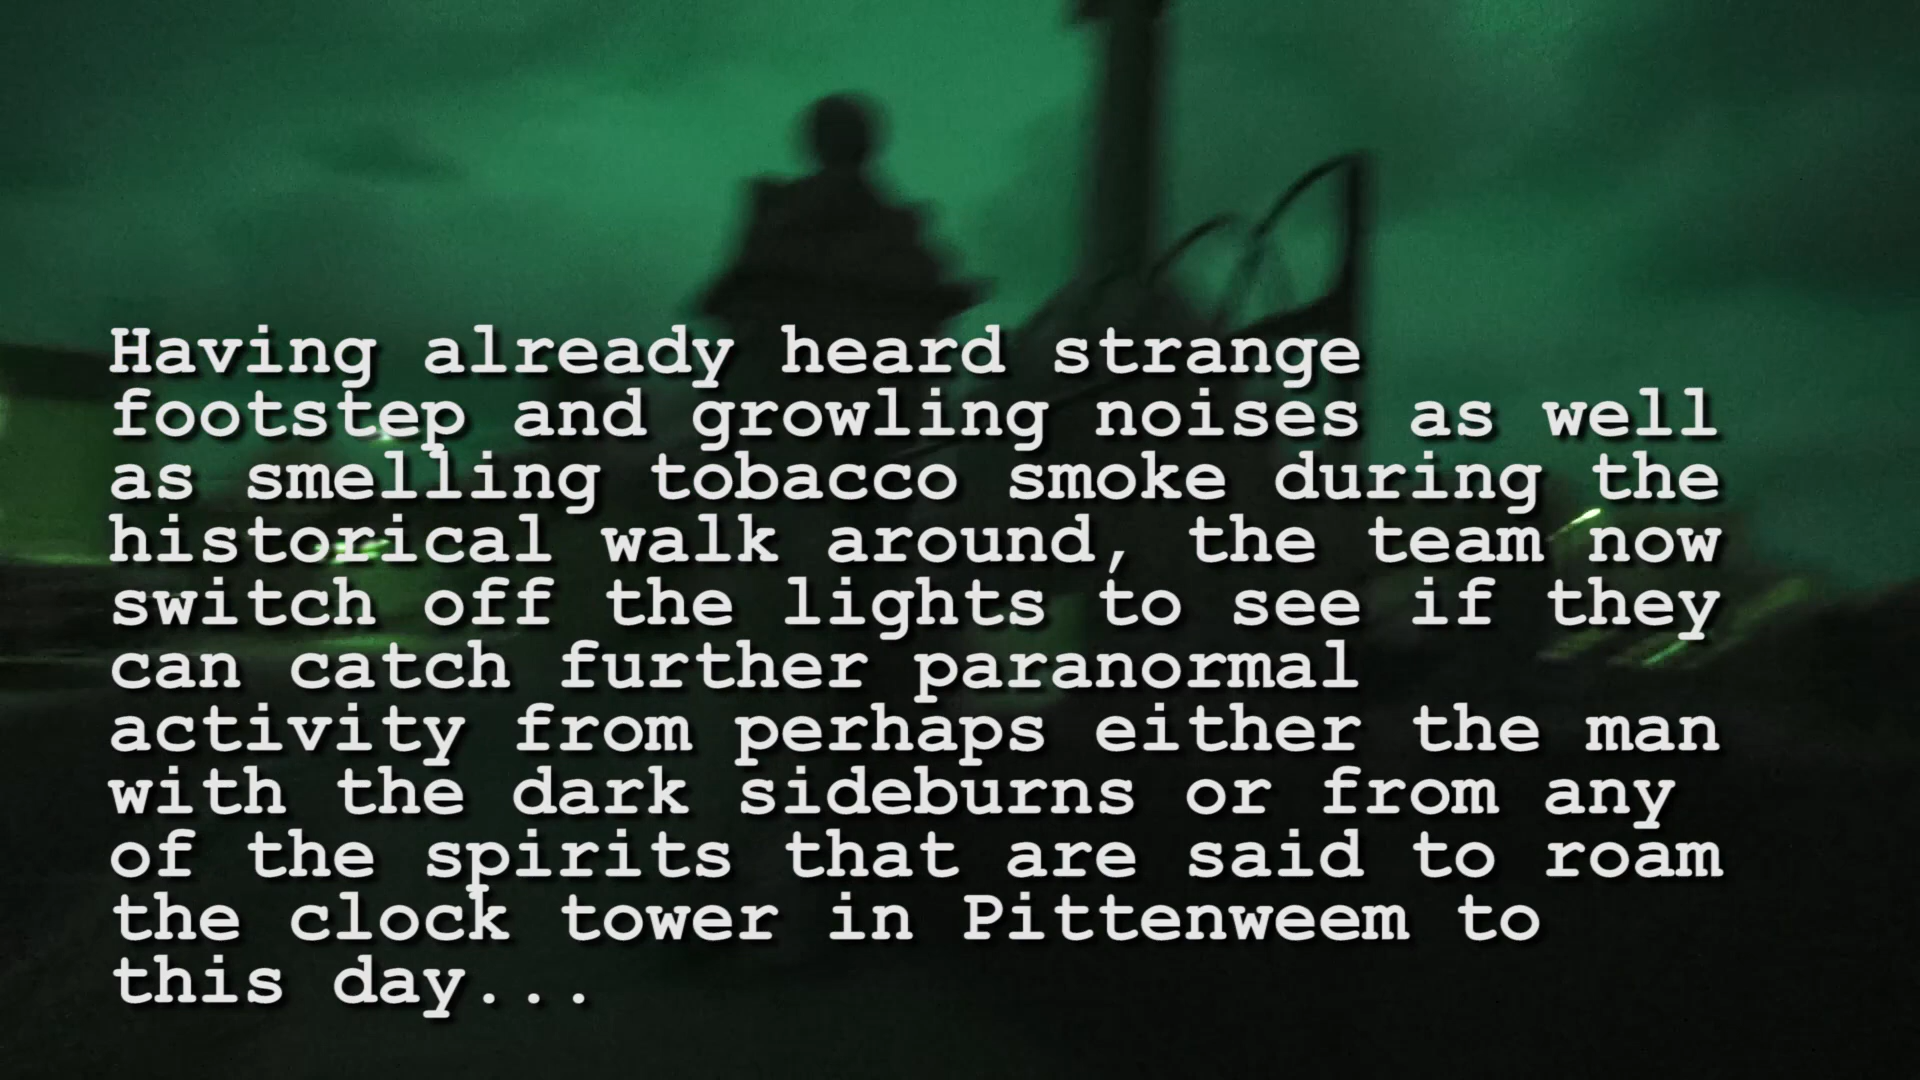 Having already heard strange
footstep and growling noises as well
as smelling tobacco smoke during the
historical walk around, the team now
switch off the lights to see if they
can catch further paranormal
activity from perhaps either the man
with the dark sideburns or from any
of the spirits that are said to roam
the clock tower in Pittenweem to
this day...